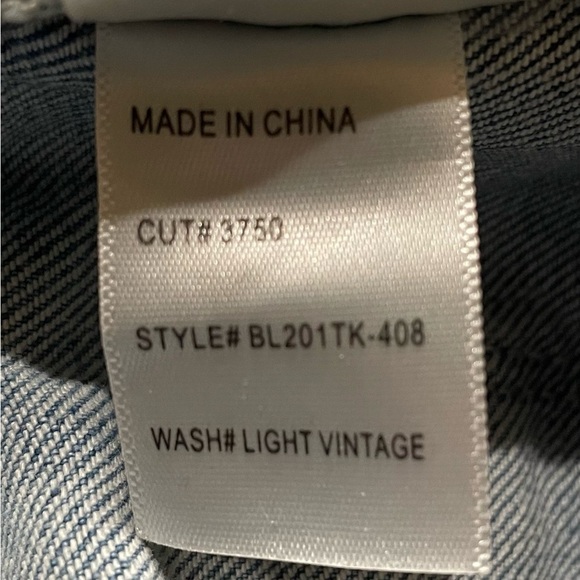 MADE IN CHINA
CUT# 3750
STYLE# BL201TK-408
WASH# LIGHT VINTAGE